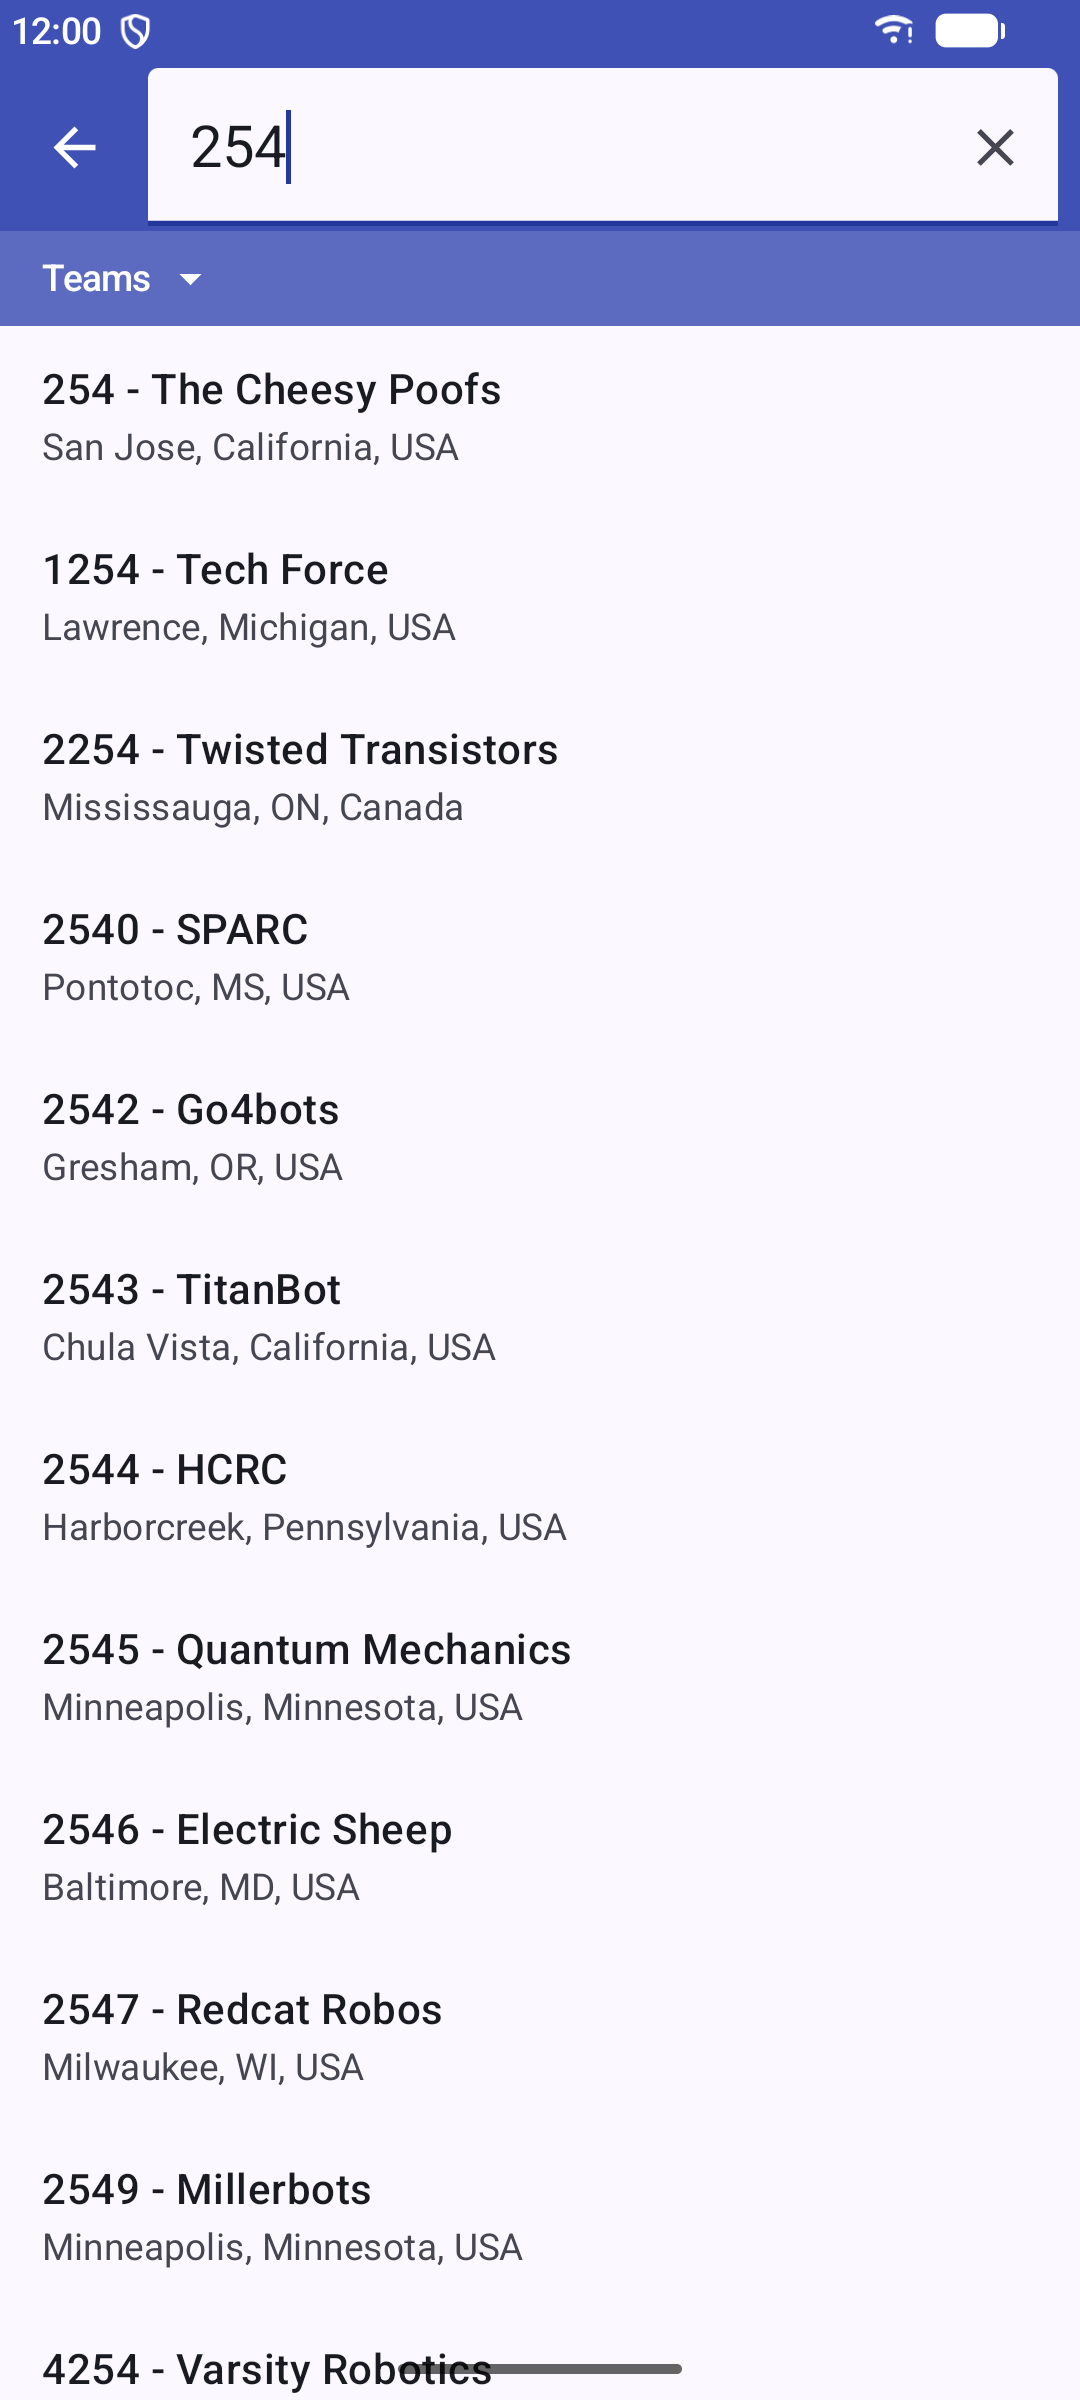 12:00
254
Teams
254 - The Cheesy Poofs
San Jose, California, USA
1254 - Tech Force
Lawrence, Michigan, USA
2254 - Twisted Transistors
Mississauga, ON, Canada
2540 - SPARC
Pontotoc, MS, USA
2542 - Go4bots
Gresham, OR, USA
2543 - TitanBot
Chula Vista, California, USA
2544 - HCRC
Harborcreek, Pennsylvania, USA
2545 - Quantum Mechanics
Minneapolis, Minnesota, USA
2546 - Electric Sheep
Baltimore, MD, USA
2547 - Redcat Robos
Milwaukee, WI, USA
2549 - Millerbots
Minneapolis, Minnesota, USA
4254 - Varsity Robotics